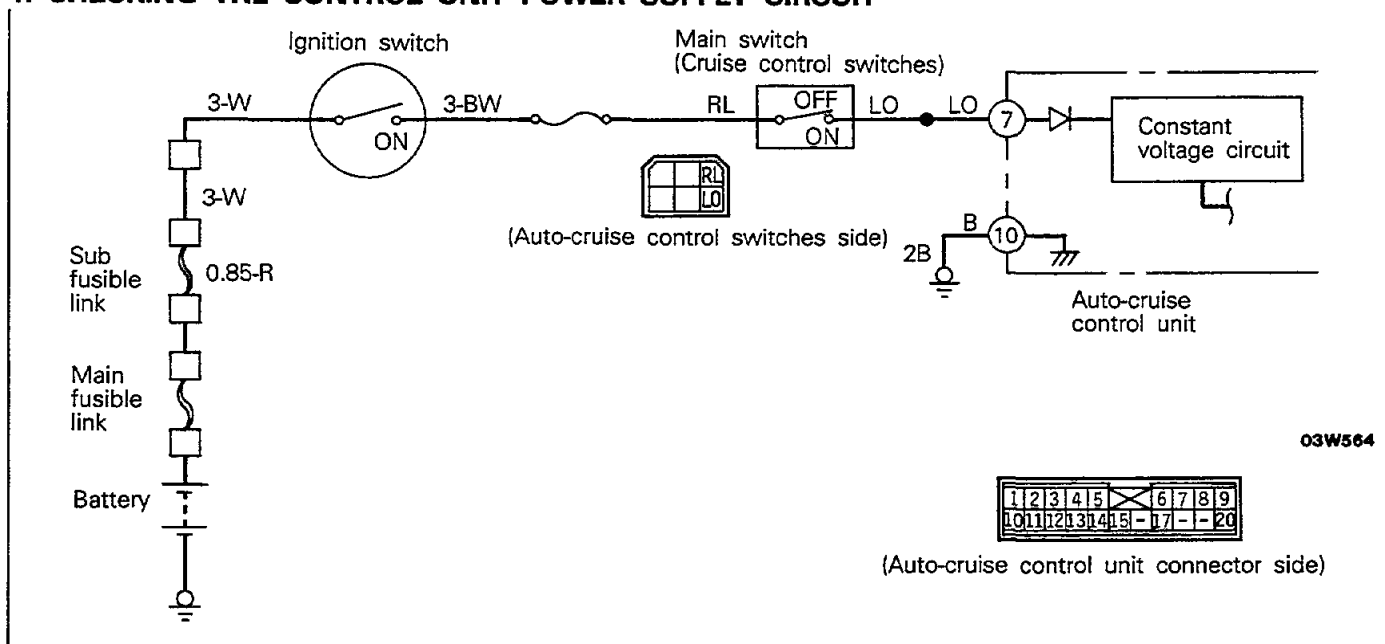 Ignition switch
Main switch
(Cruise control switches)
3-W
3-BW
RL
OFF
LO
LO
7
ON
ON
Constant
voltage circuit
3-W
RL
LO
(Auto-cruise control switches side)
B
10
2B
Sub
fusible
link
0.85-R
Auto-cruise
control unit
Main
fusible
link
03W564
Battery
1 2 3 4 5 6 7 8 9
10 11 12 13 14 15 - 17 - - 20
(Auto-cruise control unit connector side)